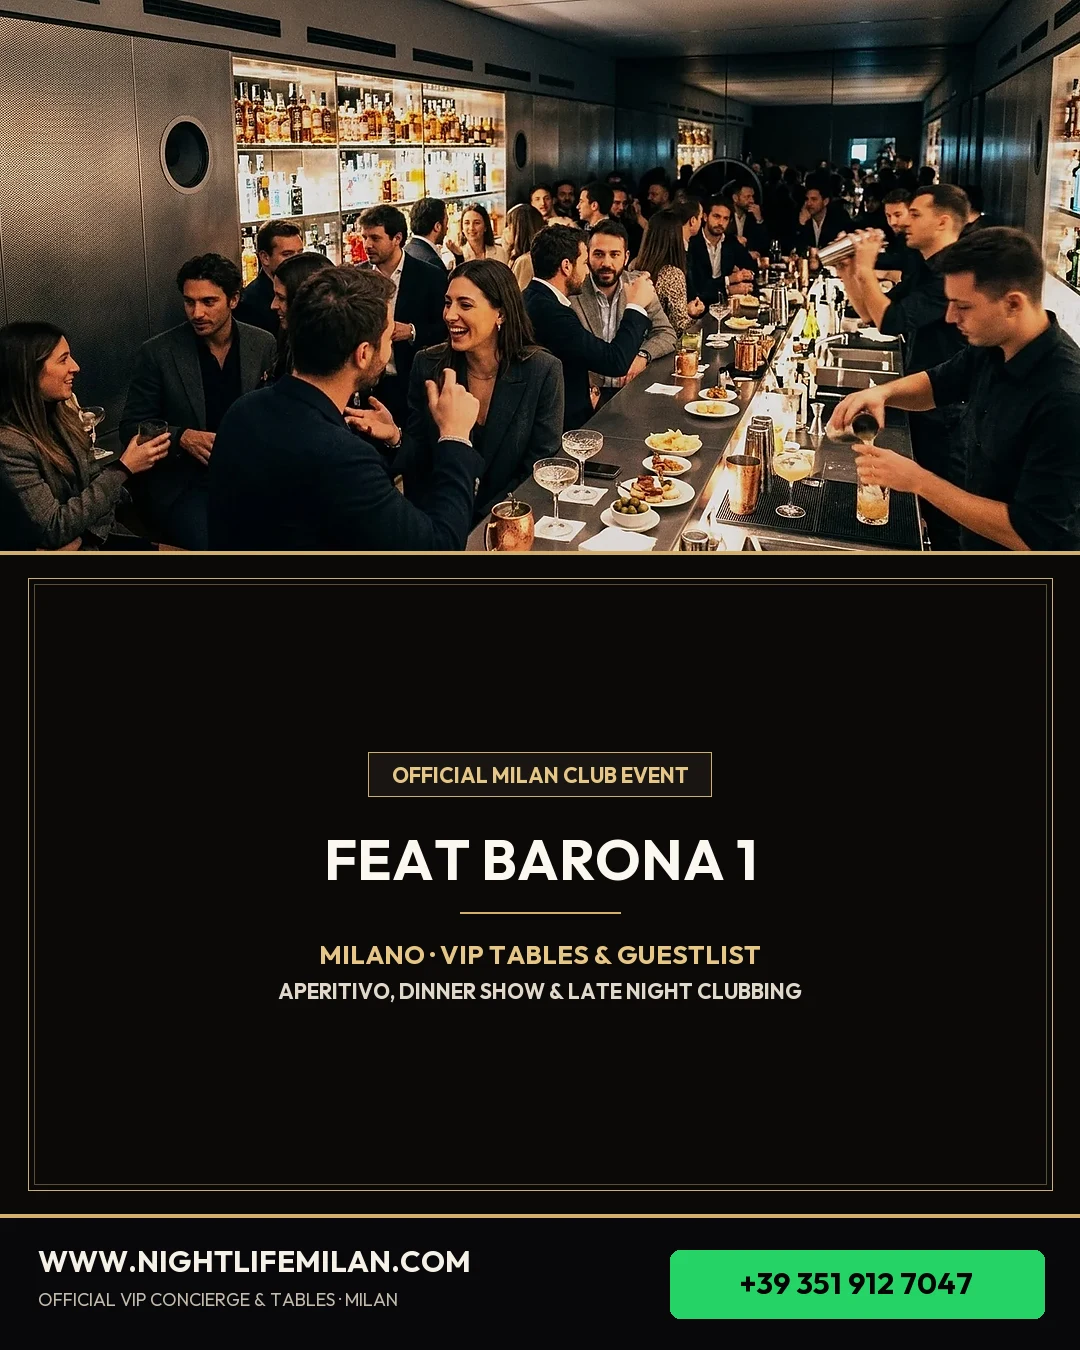 OFFICIAL MILAN CLUB EVENT
FEAT BARONA 1
MILANO · VIP TABLES & GUESTLIST
APERITIVO, DINNER SHOW & LATE NIGHT CLUBBING
WWW.NIGHTLIFEMILAN.COM
OFFICIAL VIP CONCIERGE & TABLES · MILAN
+39 351 912 7047